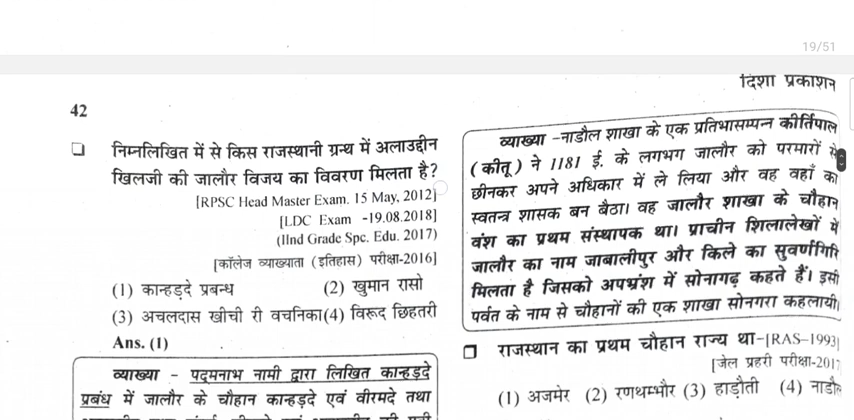 19/51
दिशा प्रकाशन
42
❑ निम्नलिखित में से किस राजस्थानी ग्रन्थ में अलाउद्दीन
खिलजी की जालौर विजय का विवरण मिलता है?
[RPSC Head Master Exam. 15 May, 2012]
[LDC Exam -19.08.2018]
(IInd Grade Spc. Edu. 2017)
[कॉलेज व्याख्याता (इतिहास) परीक्षा-2016]
(1) कान्हड़दे प्रबन्ध (2) खुमान रासो
(3) अचलदास खींची री वचनिका(4) विरूद छिहतरी
Ans. (1)
व्याख्या - पद्मनाभ नामी द्वारा लिखित कान्हड़दे
प्रबंध में जालौर के चौहान कान्हड़दे एवं वीरमदे तथा
व्याख्या -नाडौल शाखा के एक प्रतिभासम्पन्न कीर्तिपाल
(कीतू) ने 1181 ई. के लगभग जालौर को परमारों से
छीनकर अपने अधिकार में ले लिया और वह वहाँ का
स्वतन्त्र शासक बन बैठा। वह जालौर शाखा के चौहान
वंश का प्रथम संस्थापक था। प्राचीन शिलालेखों में
जालौर का नाम जाबालीपुर और किले का सुवर्णगिरि
मिलता है जिसको अपभ्रंश में सोनागढ़ कहते हैं। इसी
पर्वत के नाम से चौहानों की एक शाखा सोनगरा कहलायी।
❑ राजस्थान का प्रथम चौहान राज्य था-[RAS-1993]
[जेल प्रहरी परीक्षा-2017
(1) अजमेर (2) रणथम्भौर (3) हाड़ौती (4) नाडौल